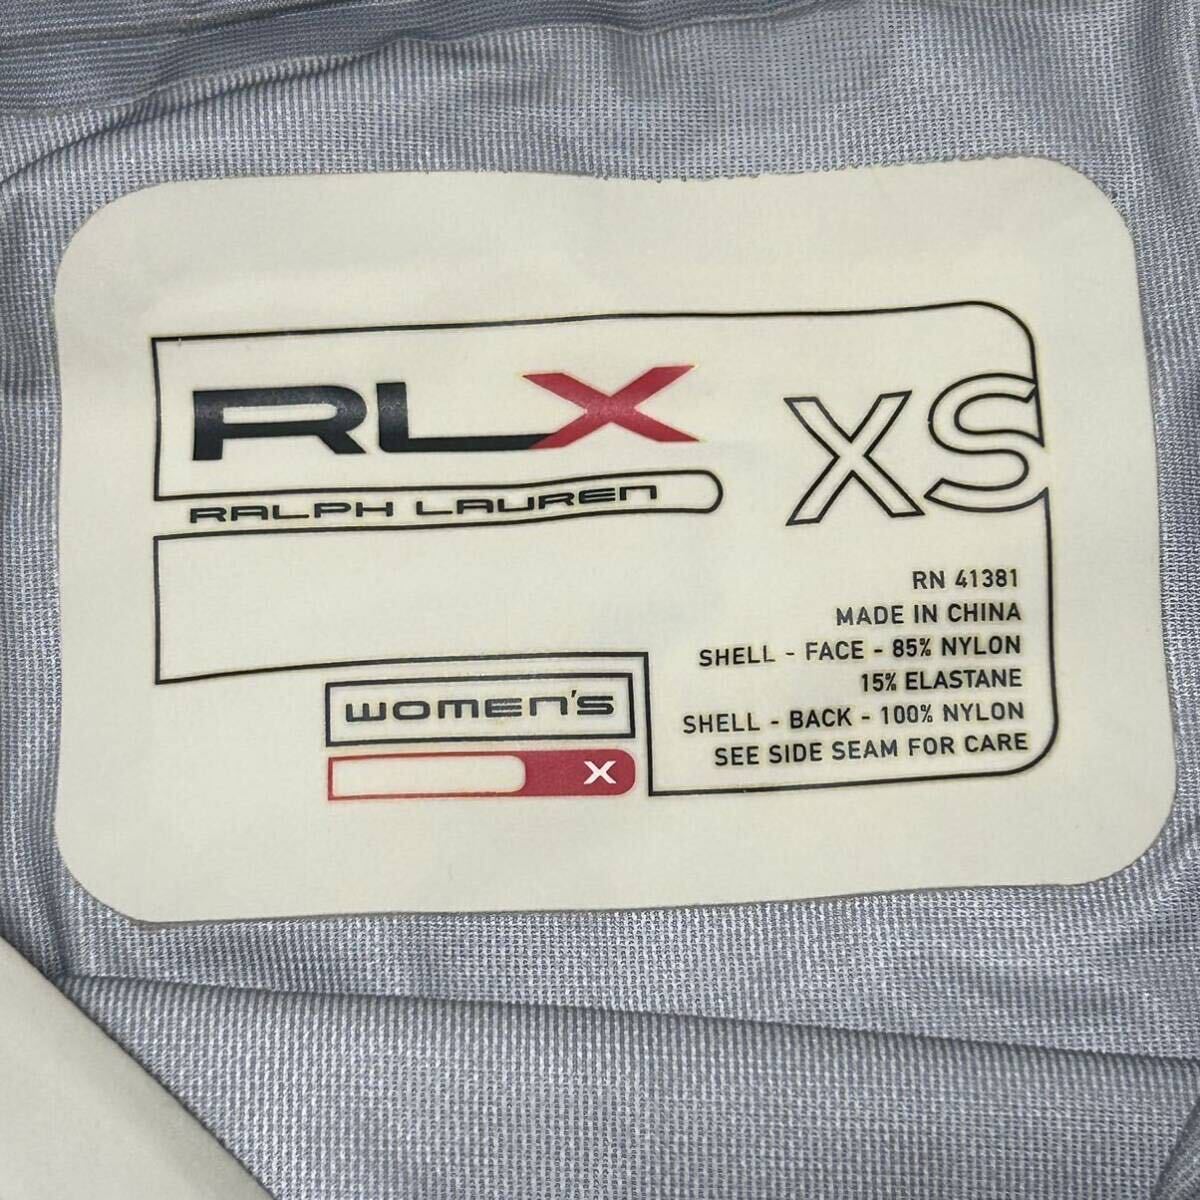 RLX
RALPH LAUREN
XS
RN 41381
MADE IN CHINA
SHELL - FACE - 85% NYLON
15% ELASTANE
SHELL - BACK - 100% NYLON
SEE SIDE SEAM FOR CARE
WOMEN'S
X